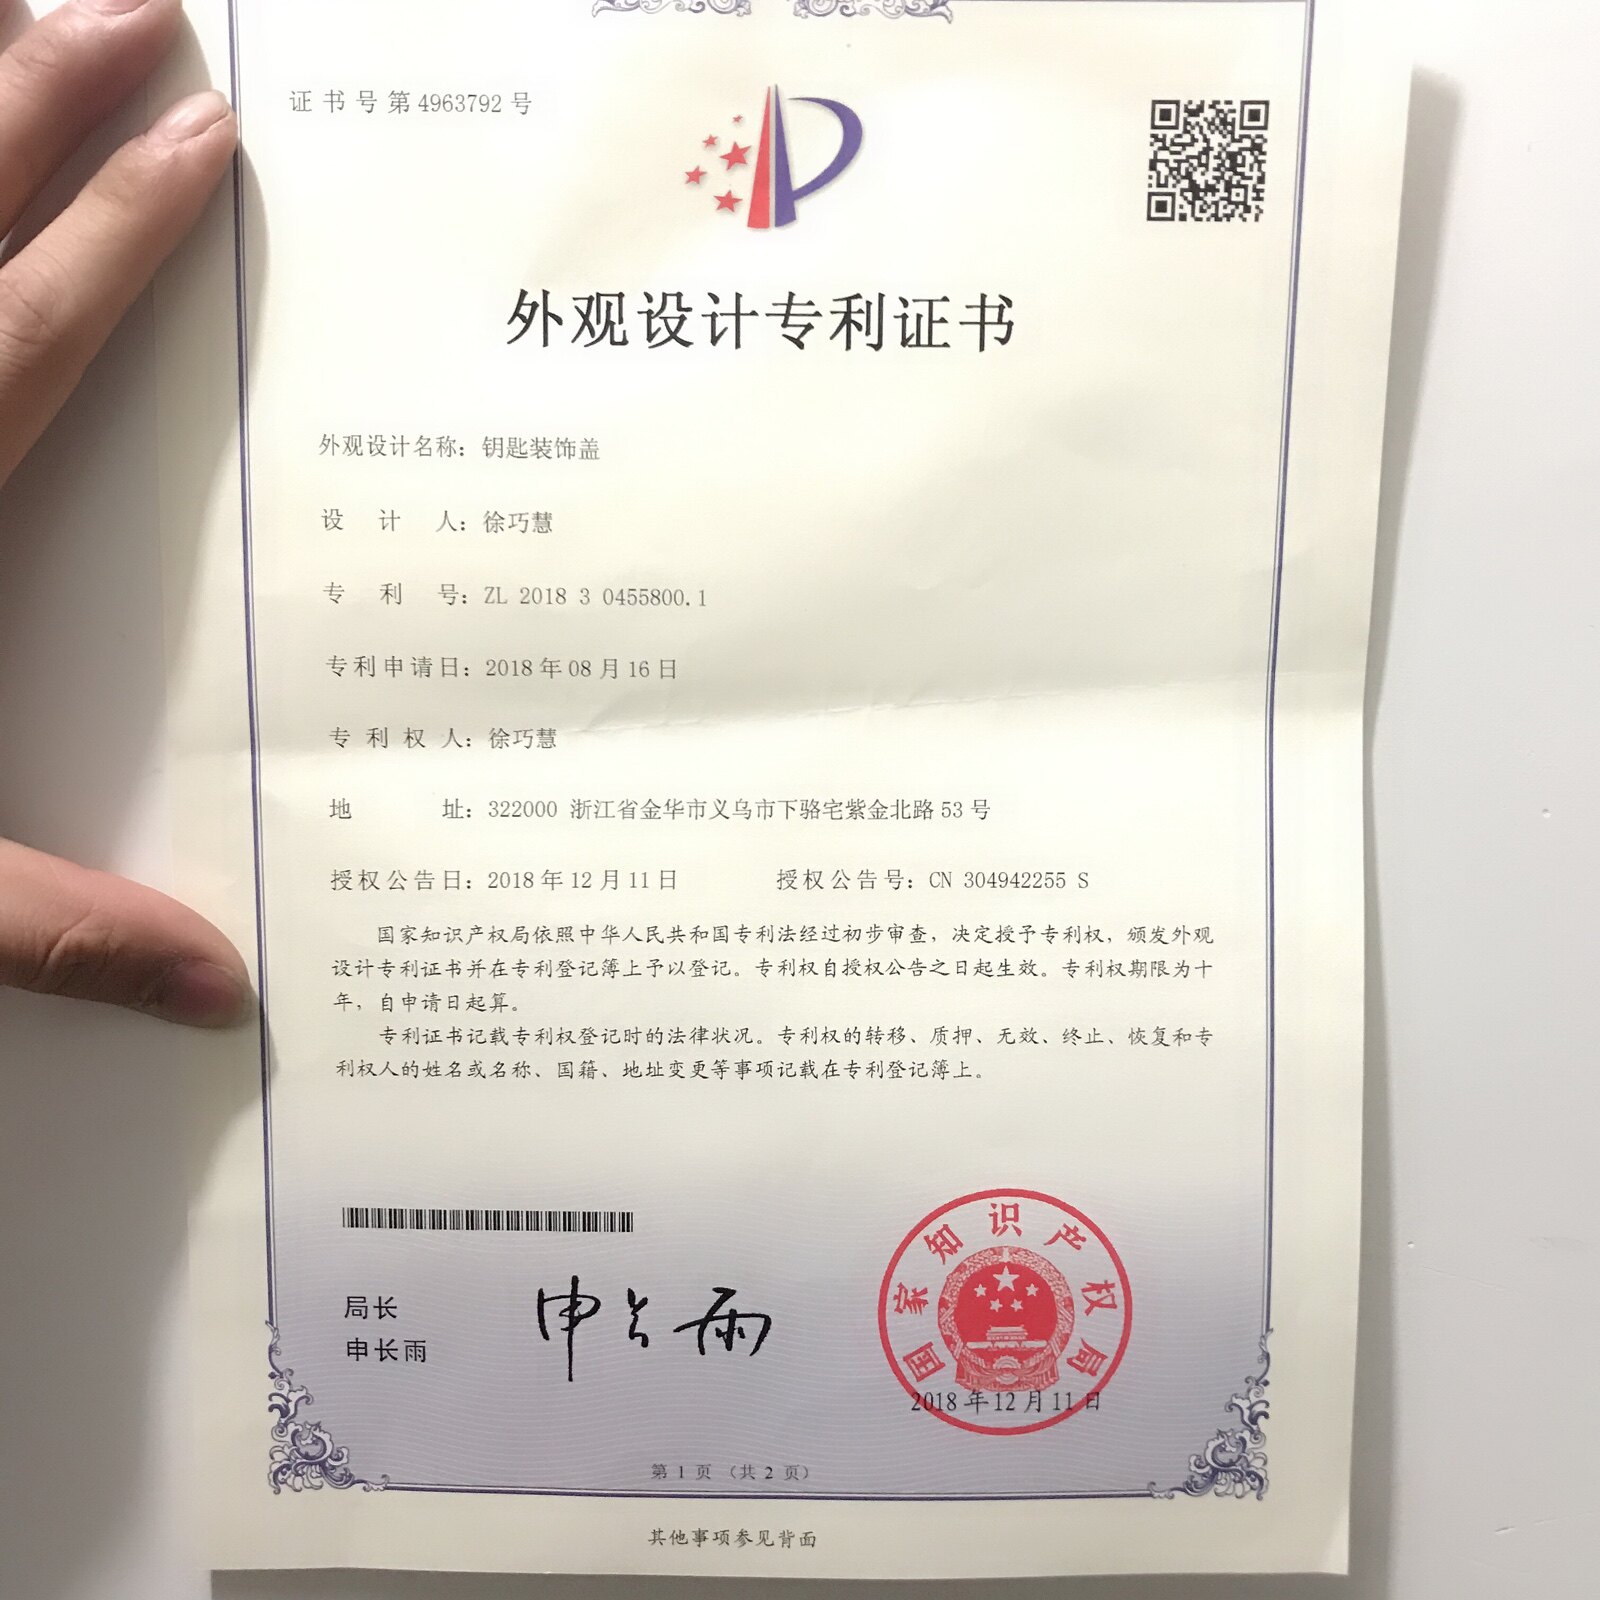 证书号第4963792号
外观设计专利证书
外观设计名称：钥匙装饰盖
设计人：徐巧慧
专利号：ZL 2018 3 0455800.1
专利申请日：2018年08月16日
专利权人：徐巧慧
地址：322000 浙江省金华市义乌市下骆宅紫金北路53号
授权公告日：2018年12月11日 授权公告号：CN 304942255 S
国家知识产权局依照中华人民共和国专利法经过初步审查，决定授予专利权，颁发外观
设计专利证书并在专利登记簿上予以登记。专利权自授权公告之日起生效。专利权期限为十
年，自申请日起算。
专利证书记载专利权登记时的法律状况。专利权的转移、质押、无效、终止、恢复和专
利权人的姓名或名称、国籍、地址变更等事项记载在专利登记簿上。
局长
申长雨
申长雨
国家知识产权局
2018年12月11日
第1页（共2页）
其他事项参见背面